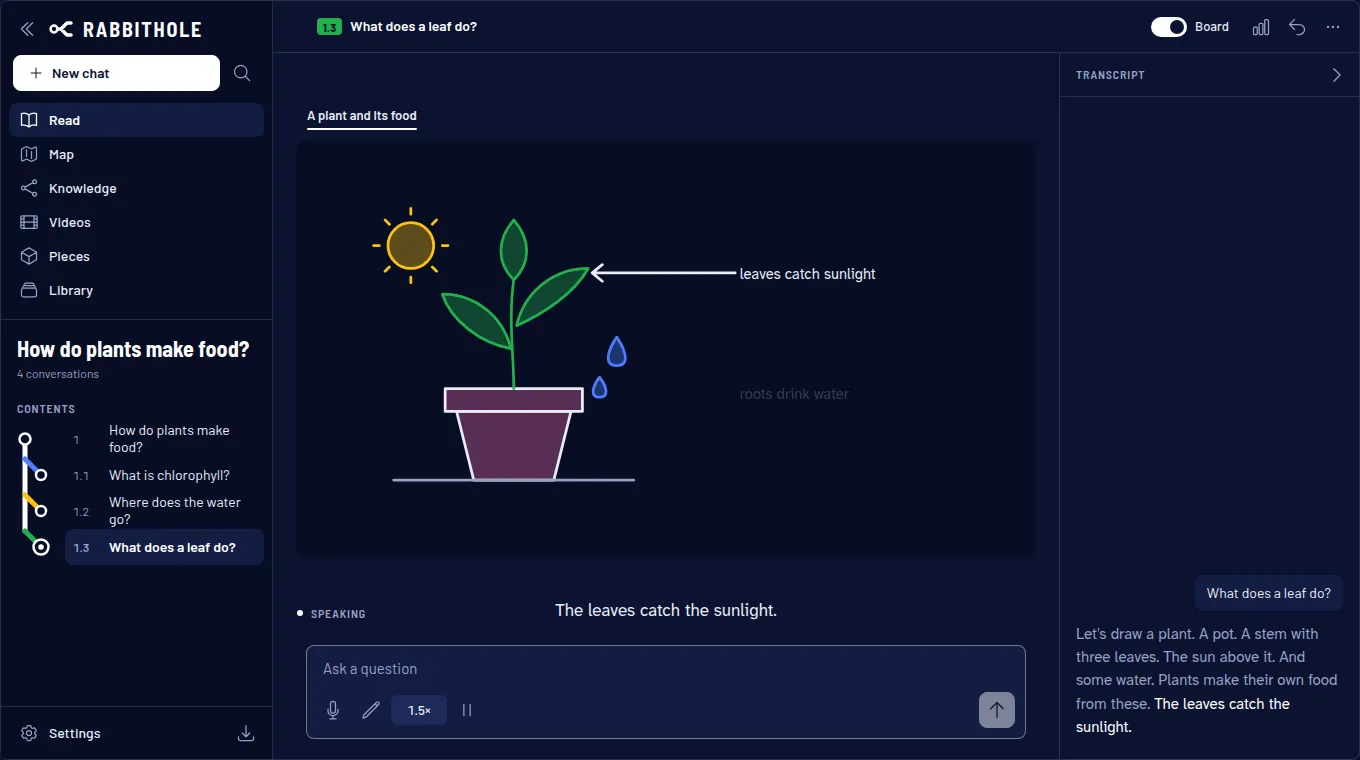 RABBITHOLE
New chat
Read
Map
Knowledge
Videos
Pieces
Library
How do plants make food?
4 conversations
CONTENTS
1 How do plants make
food?
1.1 What is chlorophyll?
1.2 Where does the water
go?
1.3 What does a leaf do?
Settings
1.3 What does a leaf do?
Board
A plant and its food
leaves catch sunlight
roots drink water
SPEAKING
The leaves catch the sunlight.
Ask a question
1.5×
TRANSCRIPT
What does a leaf do?
Let's draw a plant. A pot. A stem with
three leaves. The sun above it. And
some water. Plants make their own food
from these. The leaves catch the
sunlight.